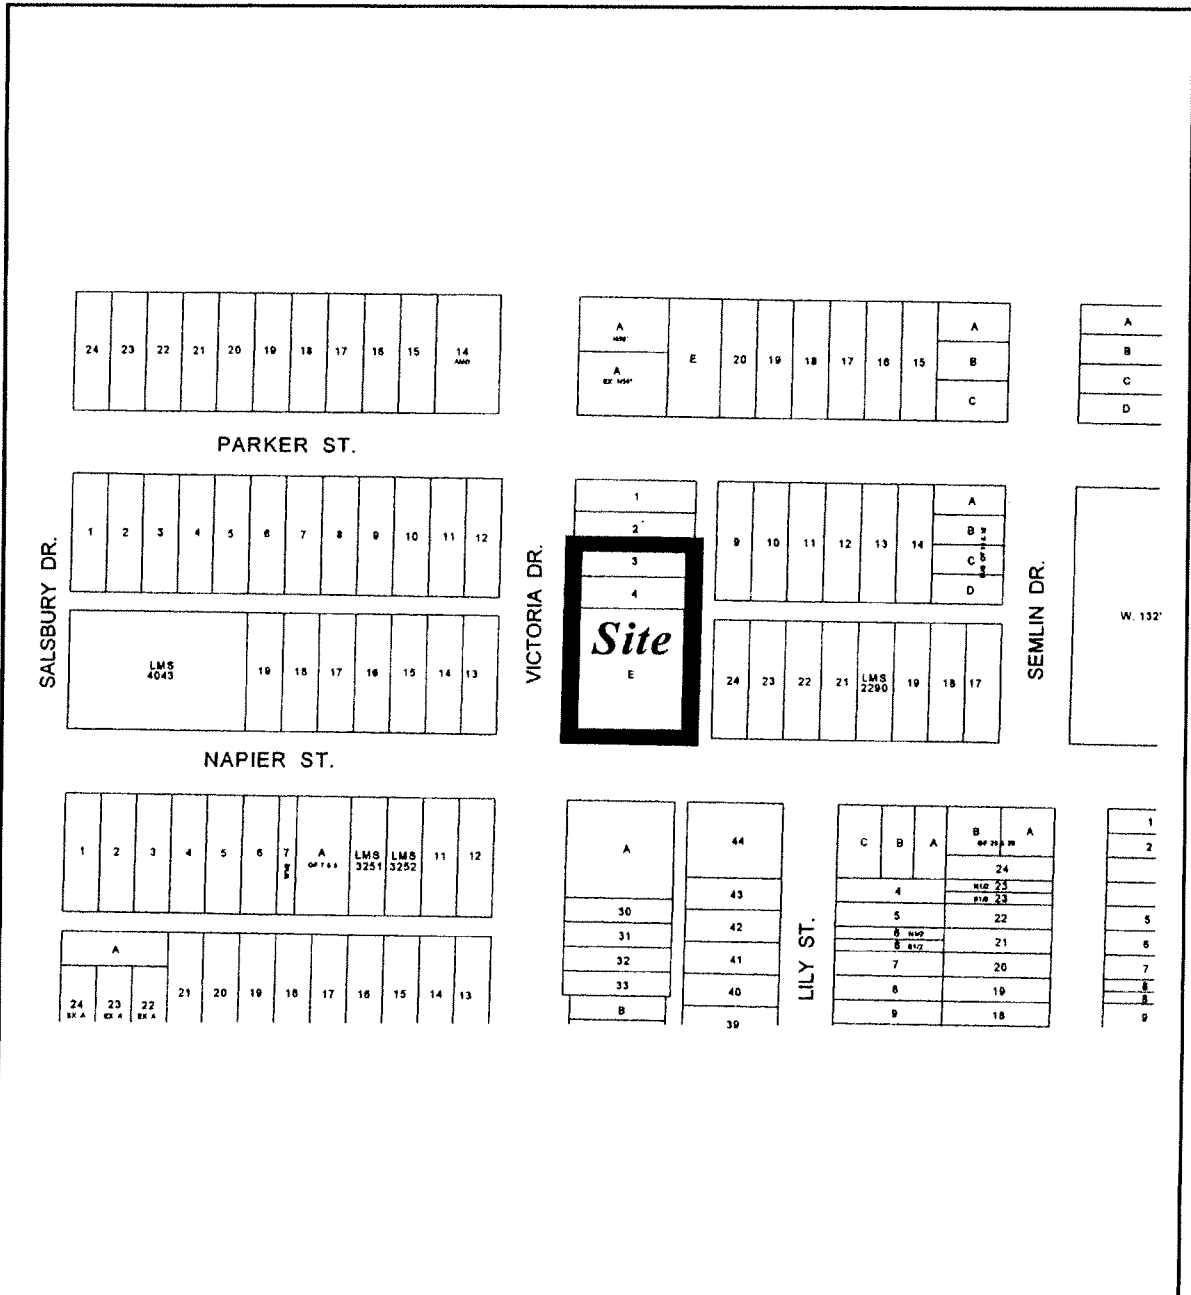 24 23 22 21 20 19 18 17 16 15 14
AMD
A
A
E 20 19 18 17 16 15
A
B
C
A
B
C
D
PARKER ST.
1 2 3 4 5 6 7 8 9 10 11 12
1
2
3
4
9 10 11 12 13 14
A
B
C
D
SALSBURY DR.
VICTORIA DR.
SEMLIN DR.
W. 132'
LMS
4043
19 18 17 16 15 14 13
Site
E
24 23 22 21 LMS
2290
19 18 17
NAPIER ST.
1 2 3 4 5 6 7 A
LMS
3251
LMS
3252
11 12
A
30
31
32
33
B
44
43
42
41
40
39
LILY ST.
C B A
B A
4
5
6
6
7
8
9
24
N1/2 23
23
22
21
20
19
18
1
2
5
6
7
8
8
9
A
24
EX A
23
EX A
22
EX A
21 20 19 18 17 16 15 14 13